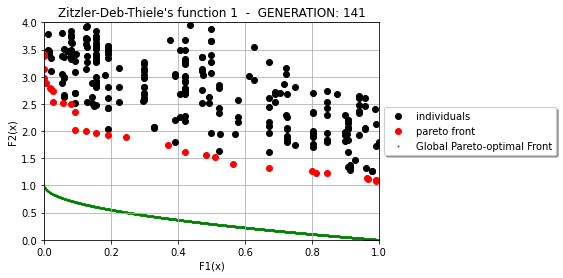 Zitzler-Deb-Thiele's function 1 - GENERATION: 141
4.0
3.5
3.0
2.5
2.0
1.5
1.0
0.5
0.0
F2(x)
0.0 0.2 0.4 0.6 0.8 1.0
F1(x)
individuals
pareto front
Global Pareto-optimal Front